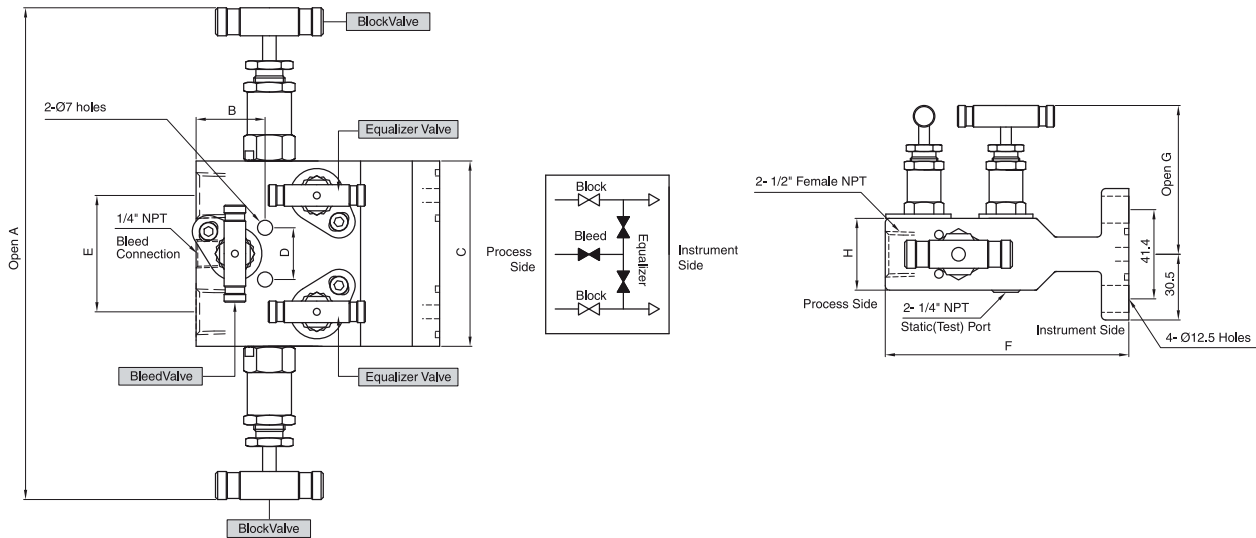 BlockValve
Open A
2-Ø7 holes
B
Equalizer Valve
1/4" NPT
Bleed
Connection
E
D
C
BleedValve
Equalizer Valve
BlockValve
Block
Process
Side
Bleed
Equalizer
Instrument
Side
Block
2- 1/2" Female NPT
Open G
H
41.4
30.5
Process Side
2- 1/4" NPT
Static(Test) Port
Instrument Side
F
4- Ø12.5 Holes